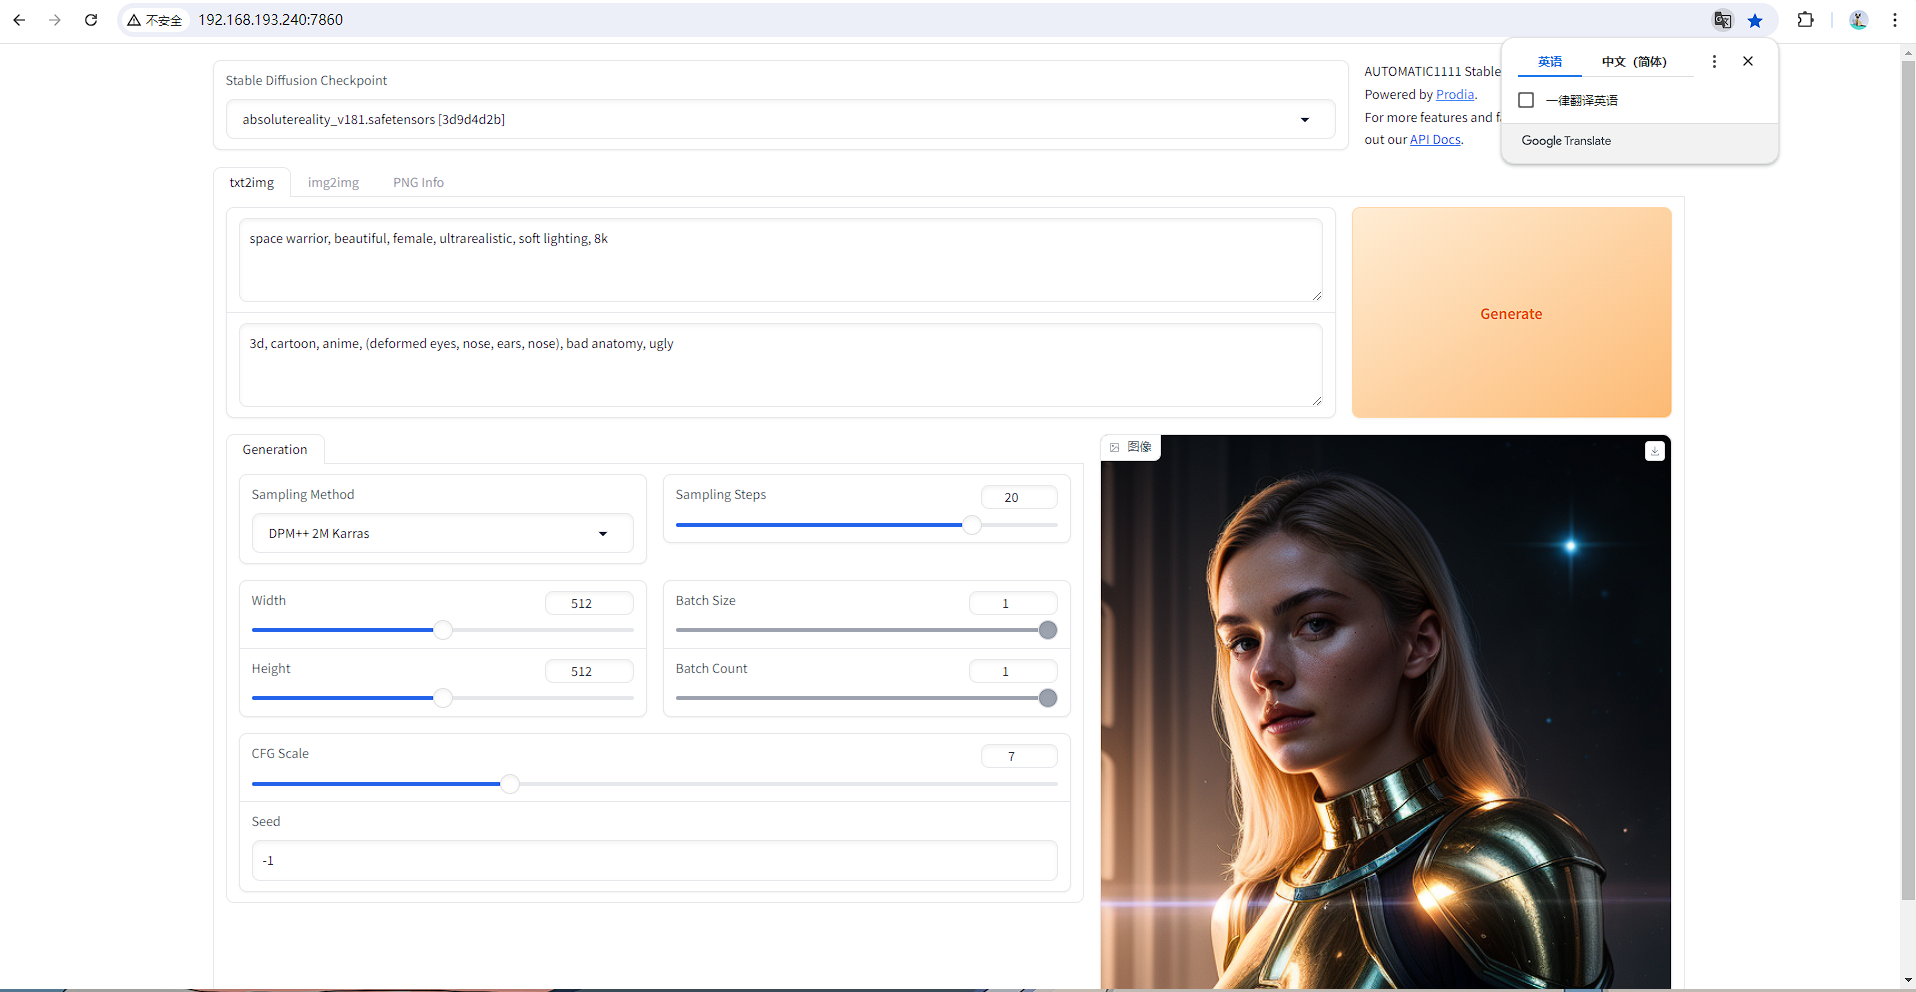 不安全 192.168.193.240:7860
英语 中文（简体）
一律翻译英语
Google Translate
Stable Diffusion Checkpoint
absolutereality_v181.safetensors [3d9d4d2b]
AUTOMATIC1111 Stable
Powered by Prodia.
For more features and f
out our API Docs.
txt2img img2img PNG Info
space warrior, beautiful, female, ultrarealistic, soft lighting, 8k
3d, cartoon, anime, (deformed eyes, nose, ears, nose), bad anatomy, ugly
Generate
Generation
图像
Sampling Method
DPM++ 2M Karras
Sampling Steps 20
Width 512
Height 512
Batch Size 1
Batch Count 1
CFG Scale 7
Seed
-1